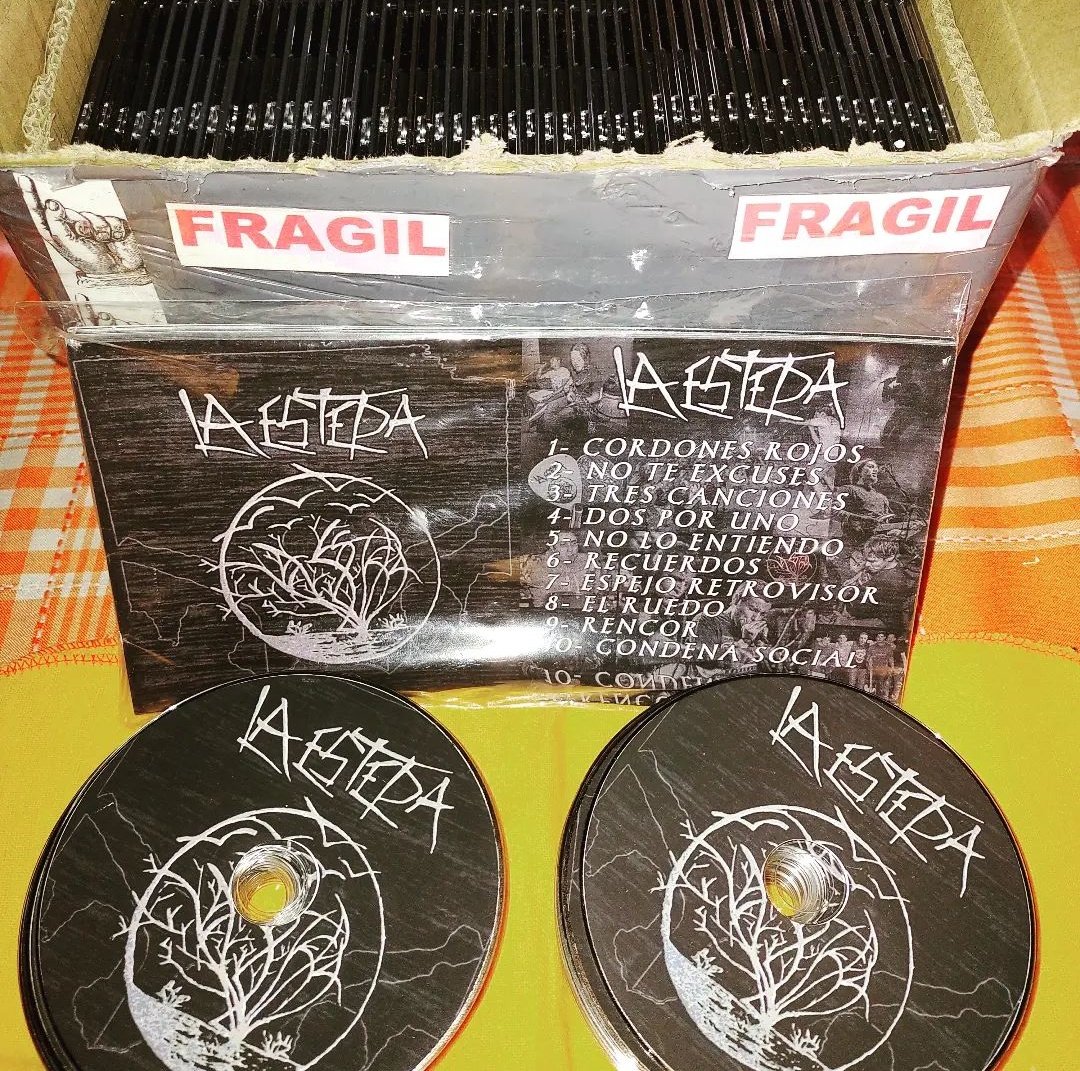 FRAGIL
FRAGIL
LA ESTEPA
LA ESTEPA
1- CORDONES ROJOS
2- NO TE EXCUSES
3- TRES CANCIONES
4- DOS POR UNO
5- NO LO ENTIENDO
6- RECUERDOS
7- ESPEJO RETROVISOR
8- EL RUEDO
9- RENCOR
10- CONDENA SOCIAL
LA ESTEPA
LA ESTEPA